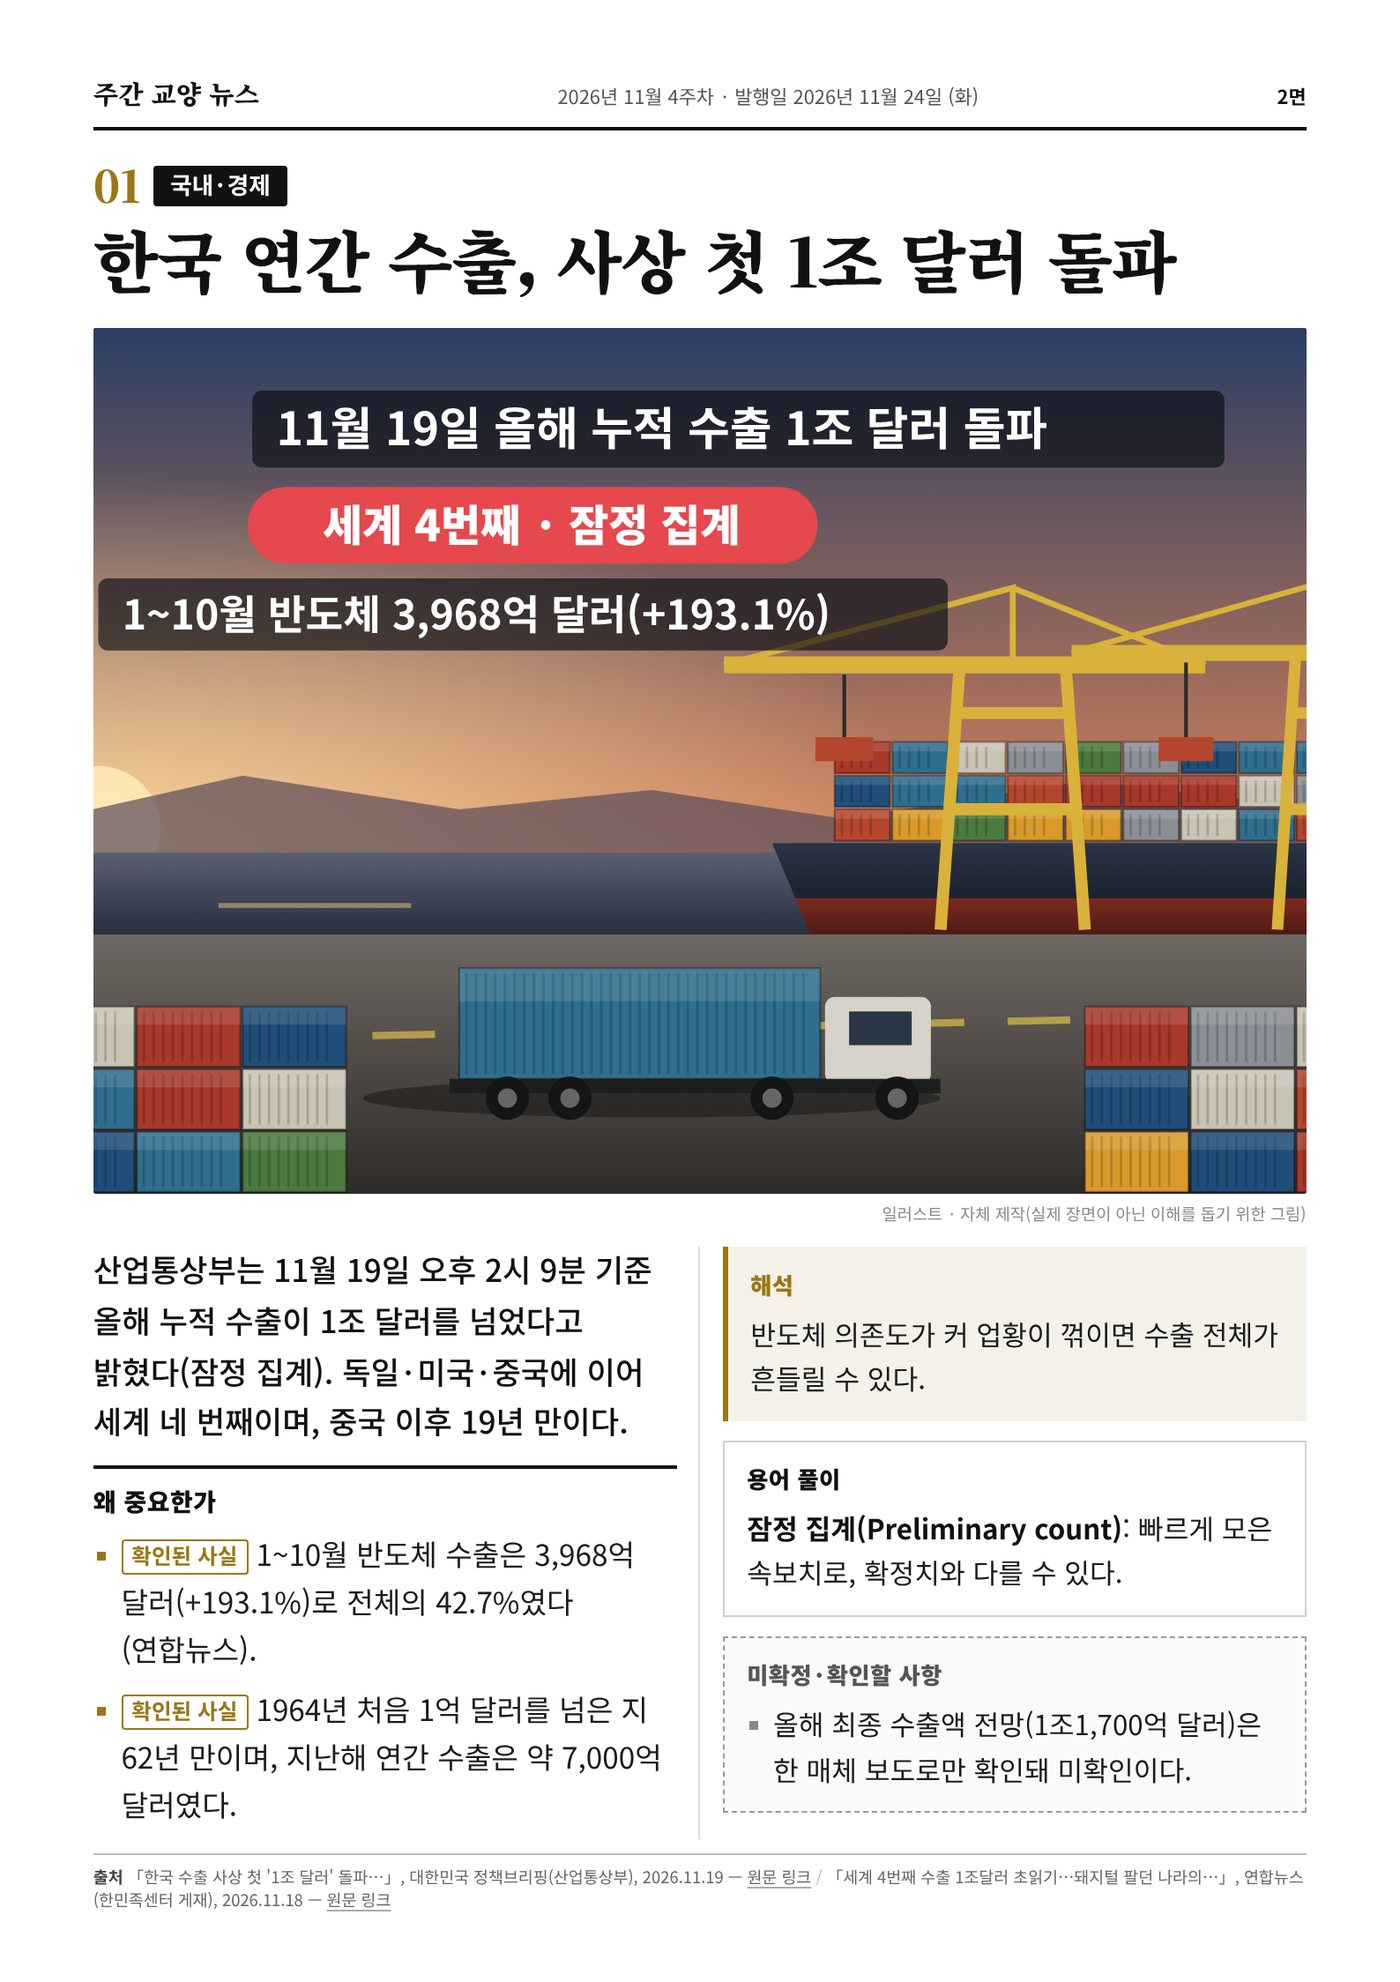 주간 교양 뉴스
2026년 11월 4주차 · 발행일 2026년 11월 24일 (화)
2면
01 국내·경제
한국 연간 수출, 사상 첫 1조 달러 돌파
11월 19일 올해 누적 수출 1조 달러 돌파
세계 4번째 · 잠정 집계
1~10월 반도체 3,968억 달러(+193.1%)
일러스트 · 자체 제작(실제 장면이 아닌 이해를 돕기 위한 그림)
산업통상부는 11월 19일 오후 2시 9분 기준
올해 누적 수출이 1조 달러를 넘었다고
밝혔다(잠정 집계). 독일·미국·중국에 이어
세계 네 번째이며, 중국 이후 19년 만이다.
왜 중요한가
확인된 사실 1~10월 반도체 수출은 3,968억
달러(+193.1%)로 전체의 42.7%였다
(연합뉴스).
확인된 사실 1964년 처음 1억 달러를 넘은 지
62년 만이며, 지난해 연간 수출은 약 7,000억
달러였다.
해석
반도체 의존도가 커 업황이 꺾이면 수출 전체가
흔들릴 수 있다.
용어 풀이
잠정 집계(Preliminary count): 빠르게 모은
속보치로, 확정치와 다를 수 있다.
미확정·확인할 사항
올해 최종 수출액 전망(1조1,700억 달러)은
한 매체 보도로만 확인돼 미확인이다.
출처 「한국 수출 사상 첫 '1조 달러' 돌파…」, 대한민국 정책브리핑(산업통상부), 2026.11.19 — 원문 링크 / 「세계 4번째 수출 1조달러 초읽기…돼지털 팔던 나라의…」, 연합뉴스
(한민족센터 게재), 2026.11.18 — 원문 링크